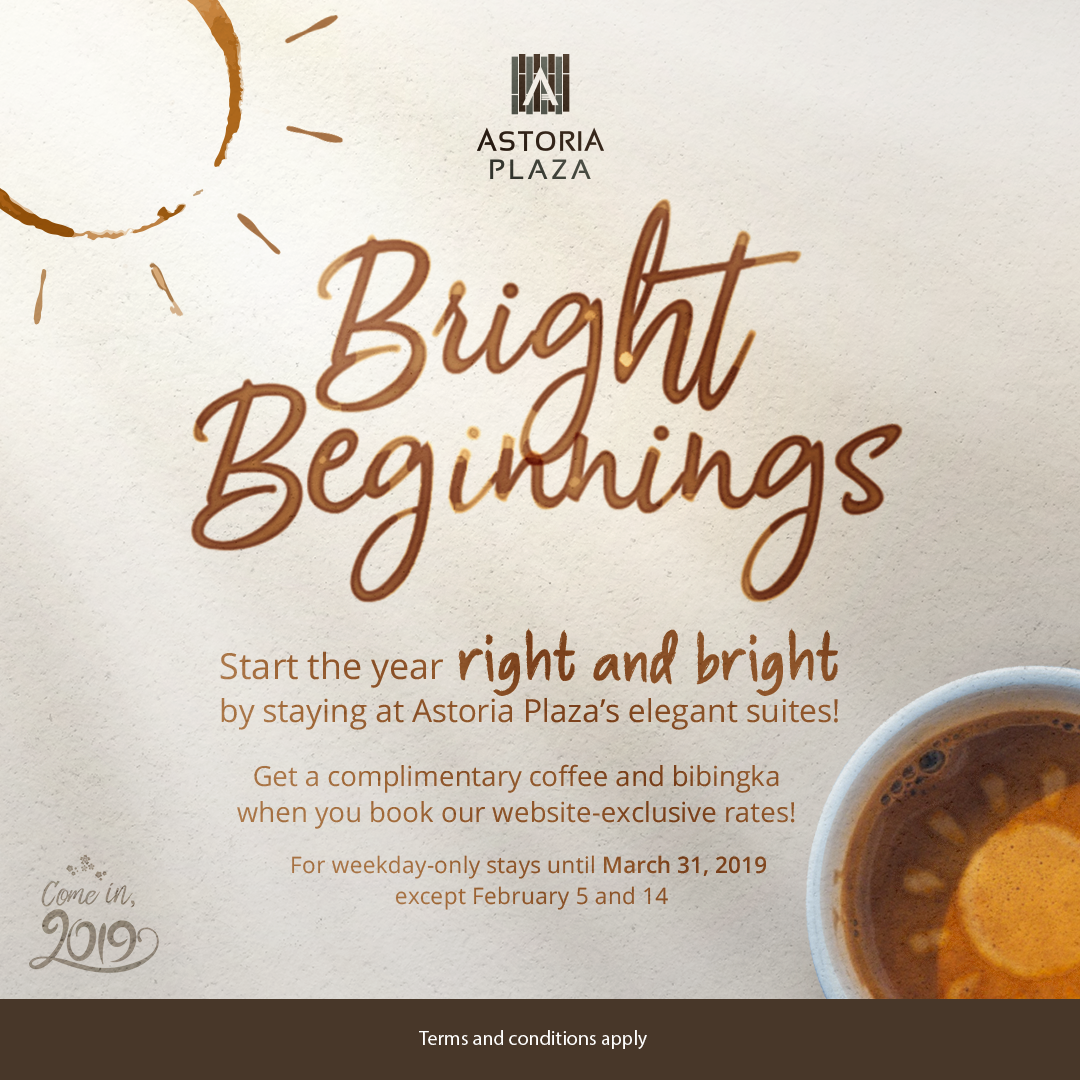 ASTORIA
PLAZA
Bright
Beginnings
Start the year right and bright
by staying at Astoria Plaza's elegant suites!
Get a complimentary coffee and bibingka
when you book our website-exclusive rates!
For weekday-only stays until March 31, 2019
except February 5 and 14
Come in,
2019
Terms and conditions apply